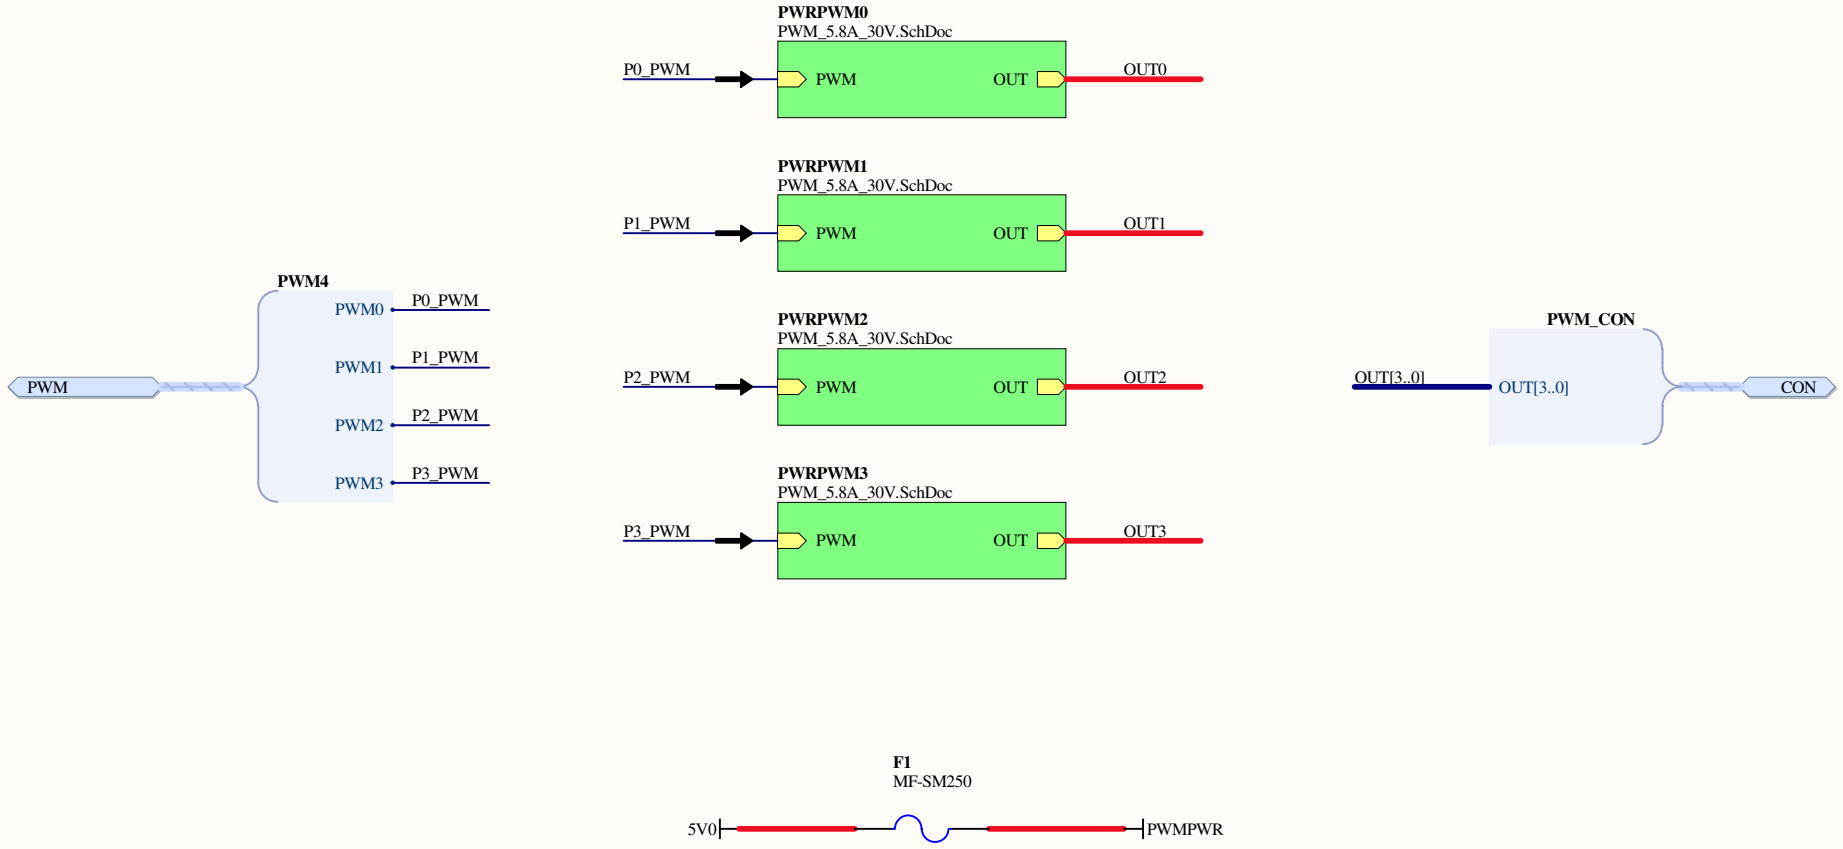 PWRPWM0
PWM_5.8A_30V.SchDoc
P0_PWM
PWM
OUT
OUT0
PWRPWM1
PWM_5.8A_30V.SchDoc
P1_PWM
PWM
OUT
OUT1
PWM4
PWM0
P0_PWM
PWM1
P1_PWM
PWM2
P2_PWM
PWM3
P3_PWM
PWM
PWRPWM2
PWM_5.8A_30V.SchDoc
P2_PWM
PWM
OUT
OUT2
PWM_CON
OUT[3..0]
OUT[3..0]
CON
PWRPWM3
PWM_5.8A_30V.SchDoc
P3_PWM
PWM
OUT
OUT3
F1
MF-SM250
5V0
PWMPWR